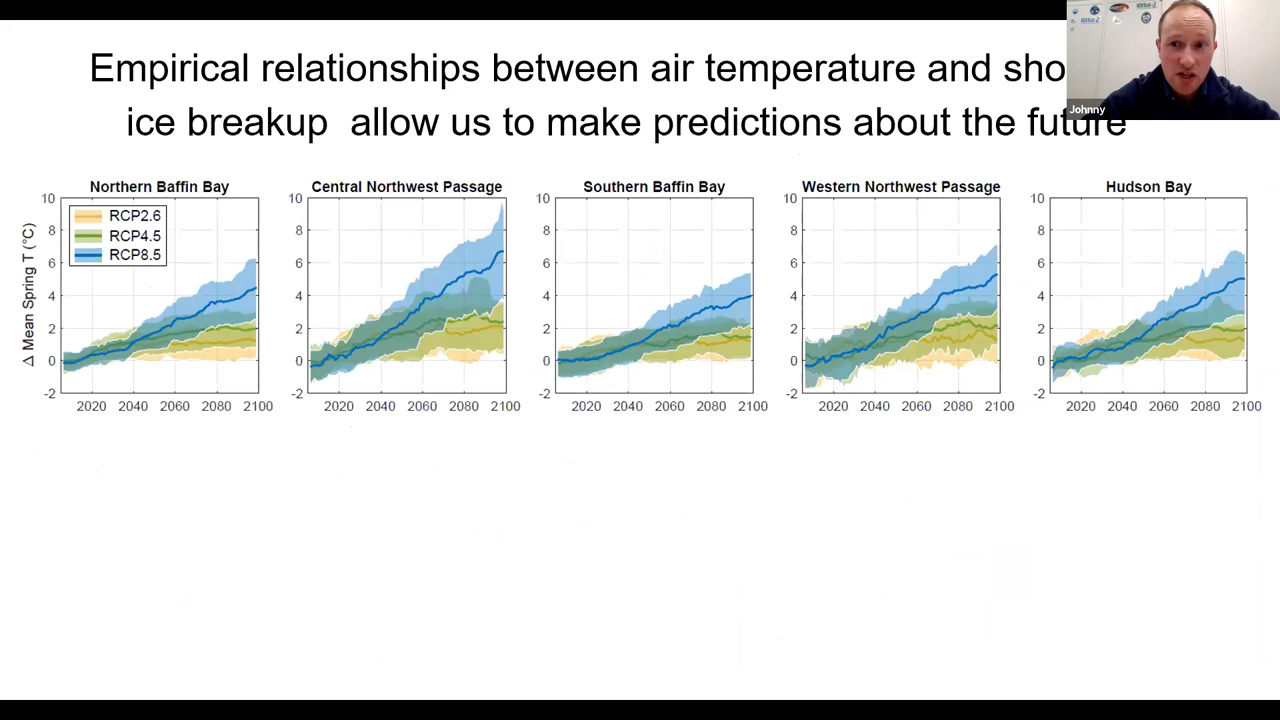 Empirical relationships between air temperature and sho
ice breakup allow us to make predictions about the future
Johnny
Northern Baffin Bay
Central Northwest Passage
Southern Baffin Bay
Western Northwest Passage
Hudson Bay
Δ Mean Spring T (°C)
RCP2.6
RCP4.5
RCP8.5
10
8
6
4
2
0
-2
2020 2040 2060 2080 2100
10
8
6
4
2
0
-2
2020 2040 2060 2080 2100
10
8
6
4
2
0
-2
2020 2040 2060 2080 2100
10
8
6
4
2
0
-2
2020 2040 2060 2080 2100
10
8
6
4
2
0
-2
2020 2040 2060 2080 2100